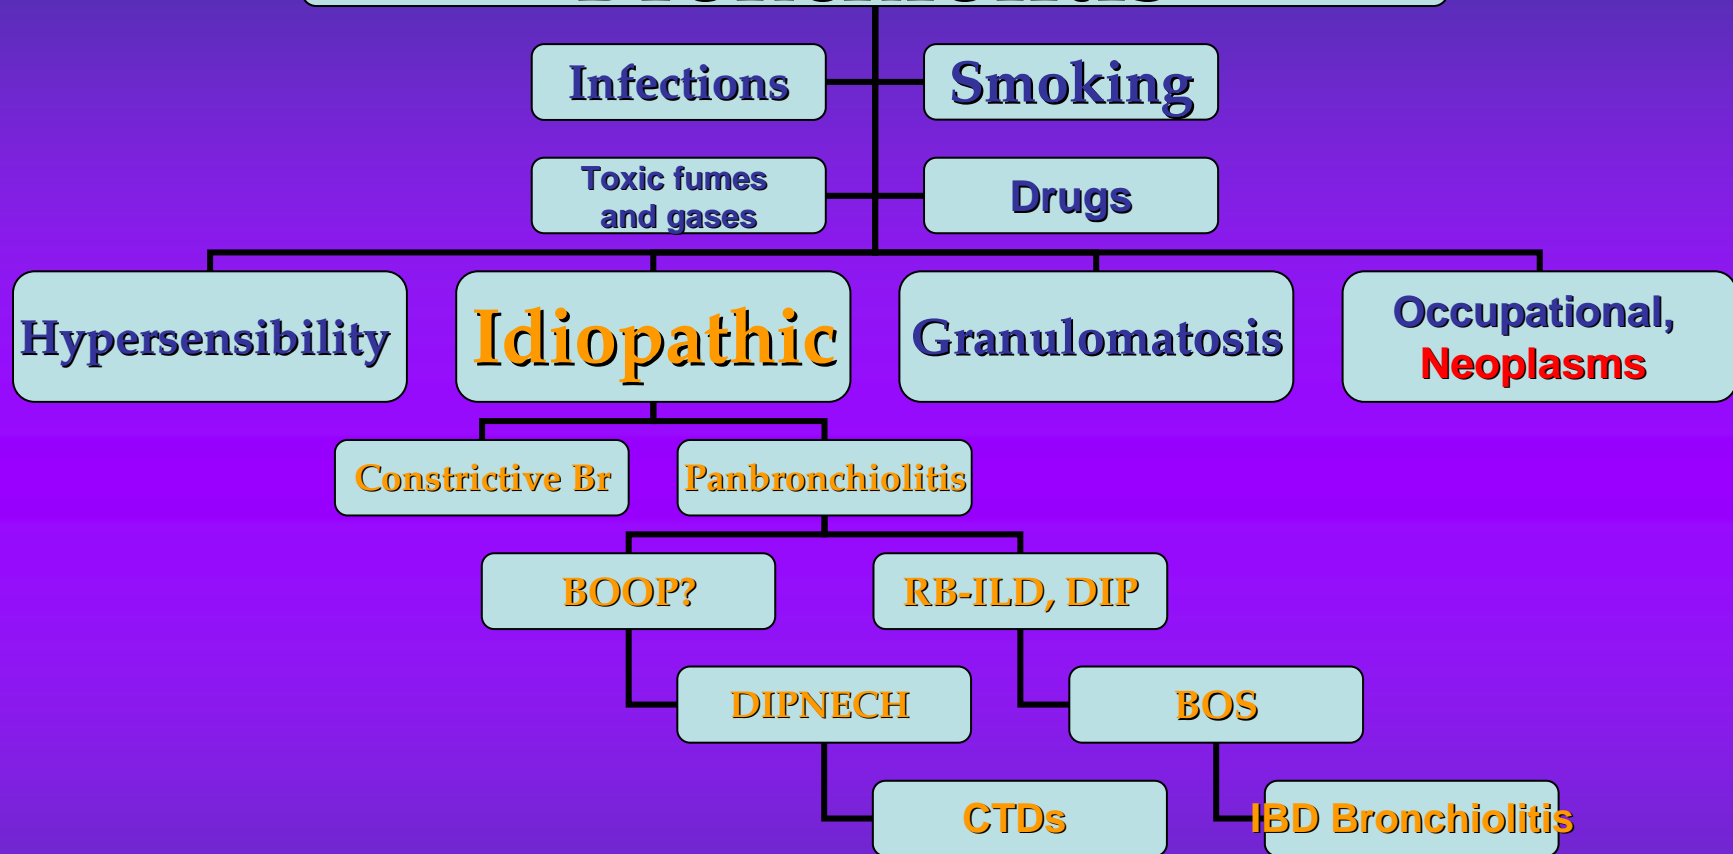 Infections
Smoking
Toxic fumes
and gases
Drugs
Hypersensibility
Idiopathic
Granulomatosis
Occupational,
Neoplasms
Constrictive Br
Panbronchiolitis
BOOP?
RB-ILD, DIP
DIPNECH
BOS
CTDs
IBD Bronchiolitis